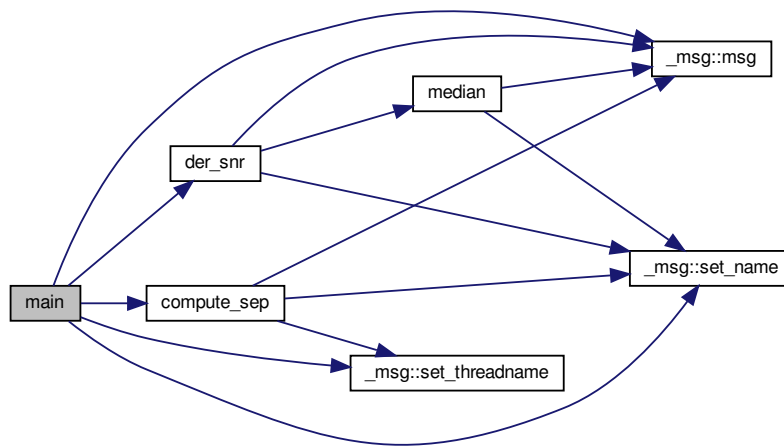 _msg::msg
median
der_snr
_msg::set_name
main
compute_sep
_msg::set_threadname